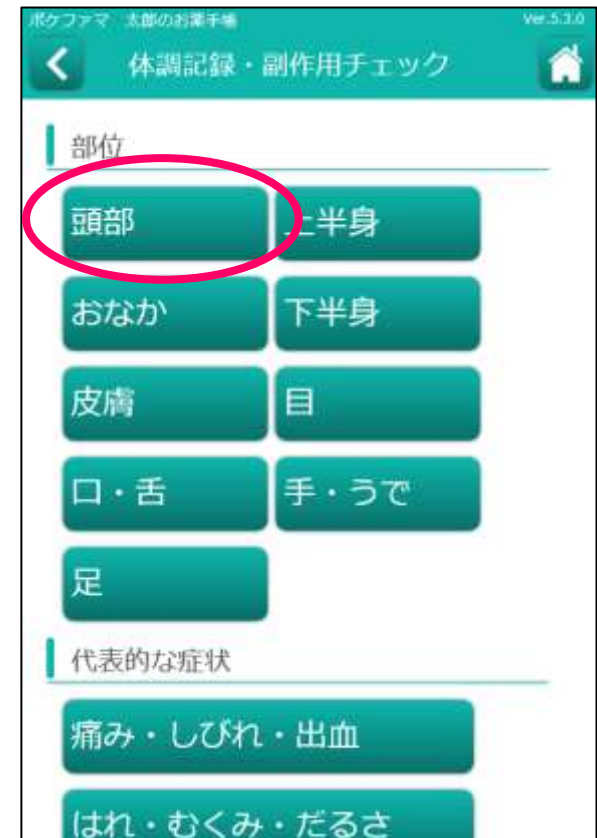 ポケファマ 太郎のお薬手帳 Ver.5.3.0
体調記録・副作用チェック
部位
頭部 上半身
おなか 下半身
皮膚 目
口・舌 手・うで
足
代表的な症状
痛み・しびれ・出血
はれ・むくみ・だるさ